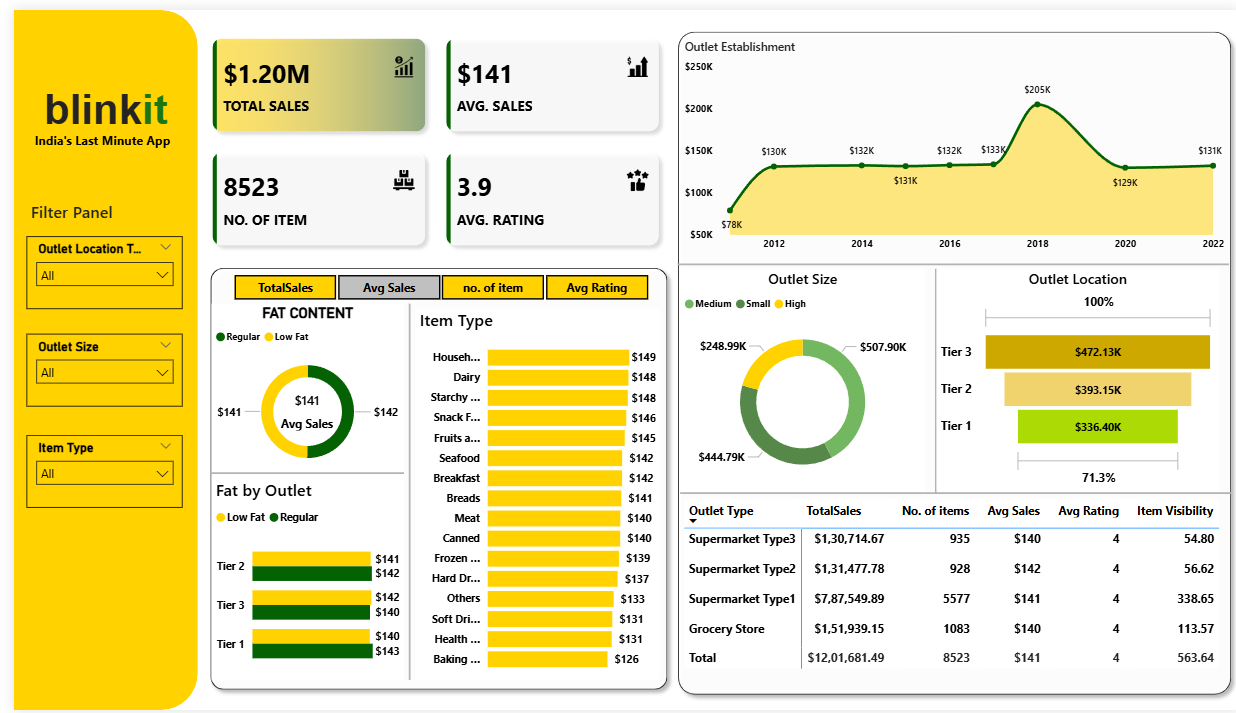 blinkit
India's Last Minute App
Filter Panel
Outlet Location T...
All
Outlet Size
All
Item Type
All
$1.20M
TOTAL SALES
$141
AVG. SALES
8523
NO. OF ITEM
3.9
AVG. RATING
TotalSales Avg Sales no. of item Avg Rating
FAT CONTENT
Regular Low Fat
$141
$141
Avg Sales
$142
Fat by Outlet
Low Fat Regular
Tier 2 $141
$142
Tier 3 $142
$140
Tier 1 $140
$143
Item Type
Househ... $149
Dairy $148
Starchy ... $148
Snack F... $146
Fruits a... $145
Seafood $142
Breakfast $142
Breads $141
Meat $140
Canned $140
Frozen ... $139
Hard Dr... $137
Others $133
Soft Dri... $131
Health ... $131
Baking ... $126
Outlet Establishment
$250K
$200K
$150K
$100K
$50K
$78K $130K $132K $131K $132K $133K $205K $129K $131K
2012 2014 2016 2018 2020 2022
Outlet Size
Medium Small High
$248.99K
$507.90K
$444.79K
Outlet Location
100%
Tier 3 $472.13K
Tier 2 $393.15K
Tier 1 $336.40K
71.3%
Outlet Type TotalSales No. of items Avg Sales Avg Rating Item Visibility
Supermarket Type3 $1,30,714.67 935 $140 4 54.80
Supermarket Type2 $1,31,477.78 928 $142 4 56.62
Supermarket Type1 $7,87,549.89 5577 $141 4 338.65
Grocery Store $1,51,939.15 1083 $140 4 113.57
Total $12,01,681.49 8523 $141 4 563.64